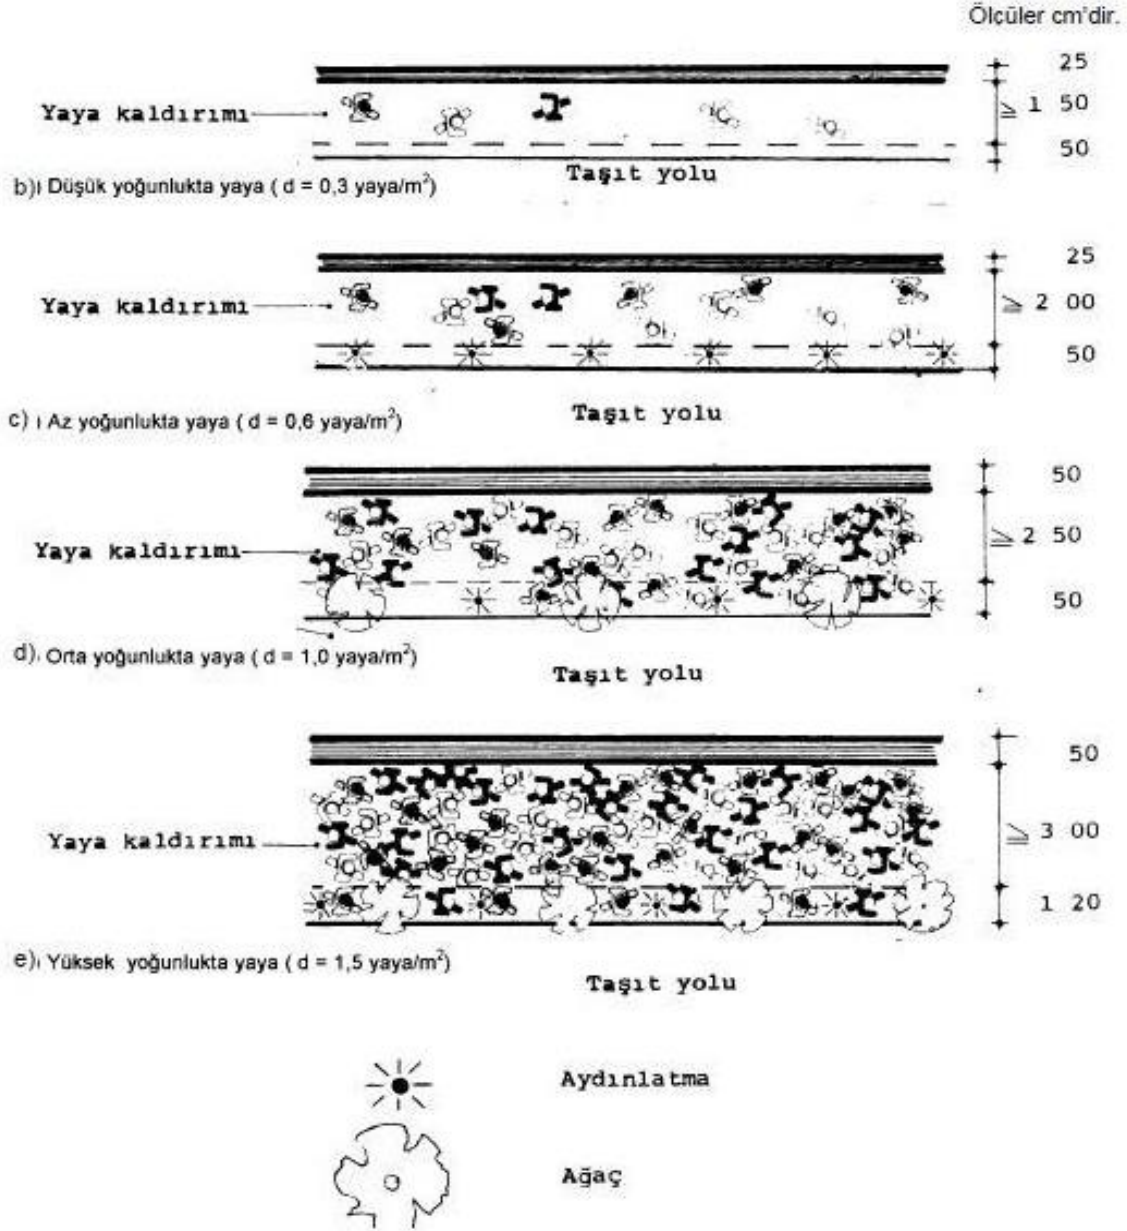 Ölçüler cm'dir.
25
Yaya kaldırımı
≧ 1 50
50
Taşıt yolu
b)ı Düşük yoğunlukta yaya ( d = 0,3 yaya/m²)
25
Yaya kaldırımı
≧ 2 00
50
Taşıt yolu
c) ı Az yoğunlukta yaya ( d = 0,6 yaya/m²)
50
Yaya kaldırımı
≧ 2 50
50
d), Orta yoğunlukta yaya ( d = 1,0 yaya/m²)
Taşıt yolu
50
Yaya kaldırımı
≧ 3 00
1 20
e)ı Yüksek yoğunlukta yaya ( d = 1,5 yaya/m²)
Taşıt yolu
Aydınlatma
Ağaç